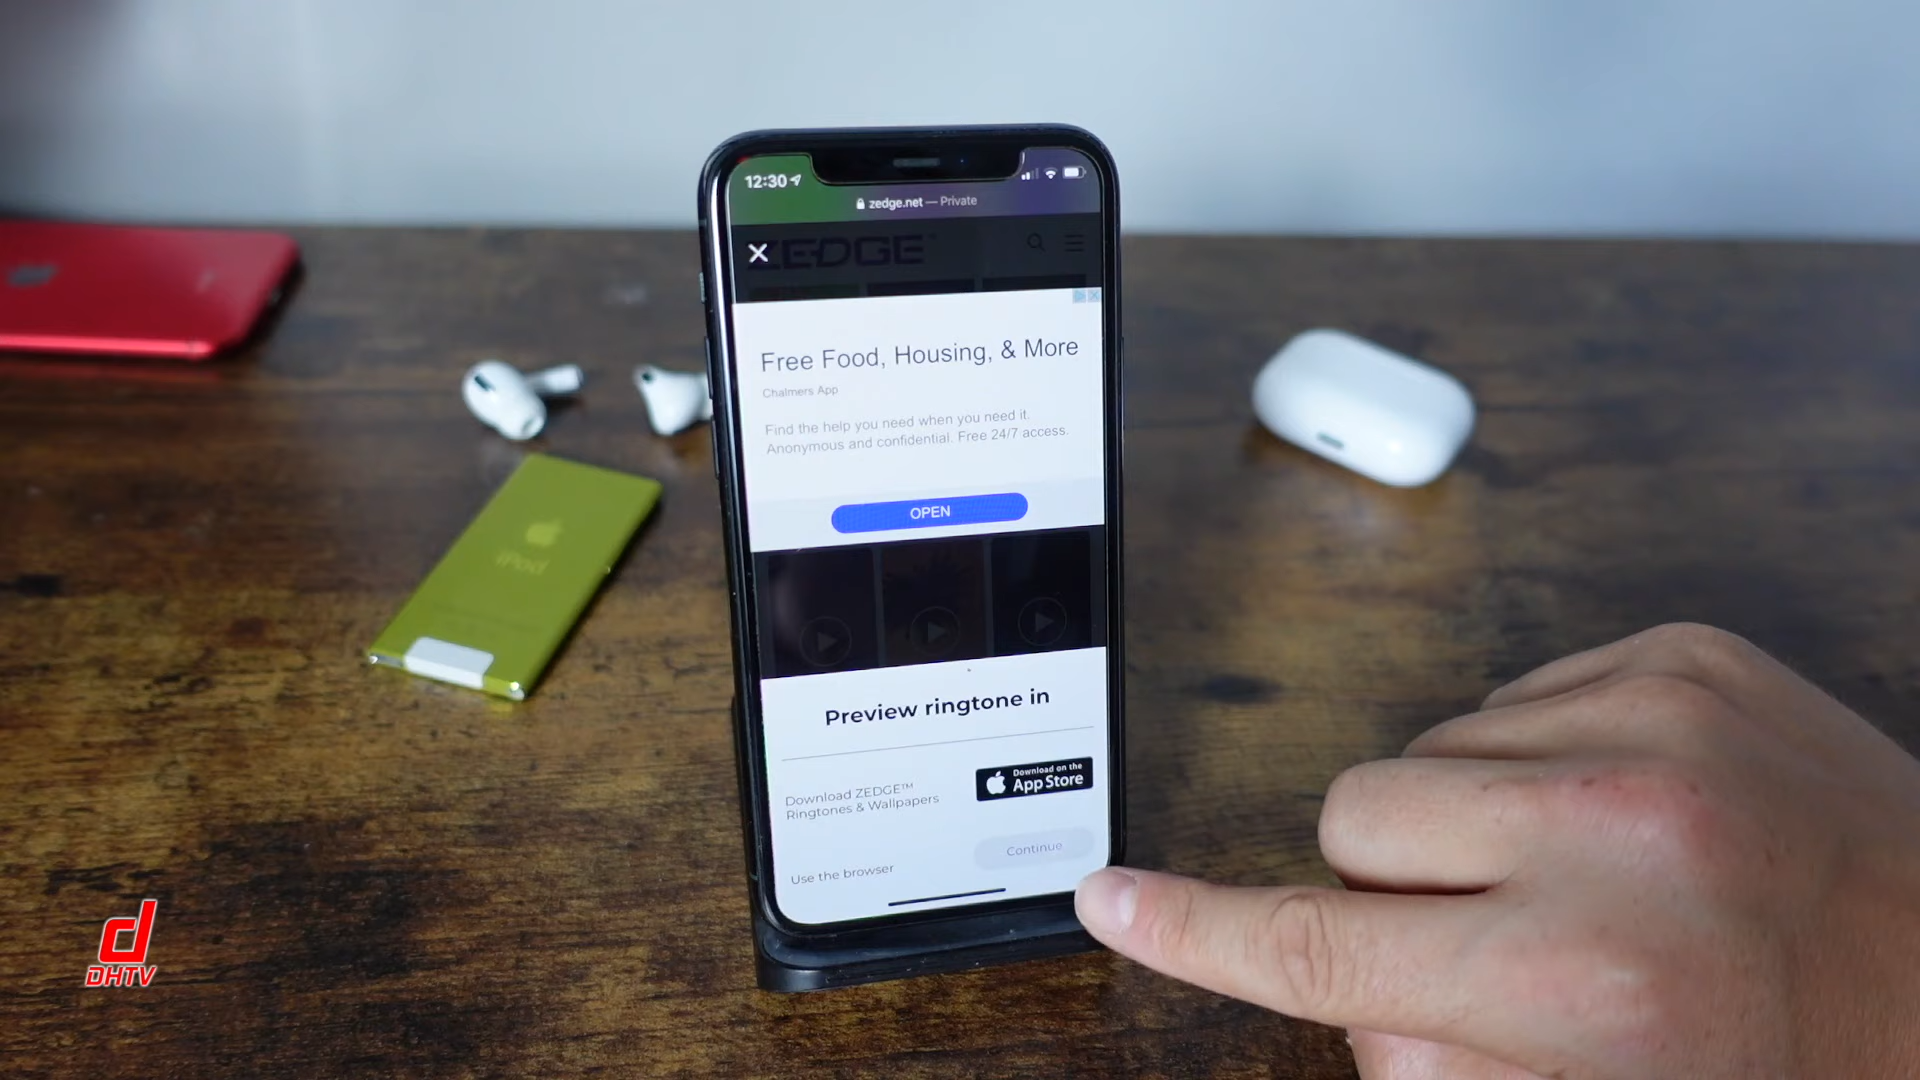 12:30
zedge.net — Private
ZEDGE
Free Food, Housing, & More
Chalmers App
Find the help you need when you need it.
Anonymous and confidential. Free 24/7 access.
OPEN
iPod
Preview ringtone in
Download ZEDGE™
Ringtones & Wallpapers
Download on the
App Store
Use the browser
Continue
d
DHTV